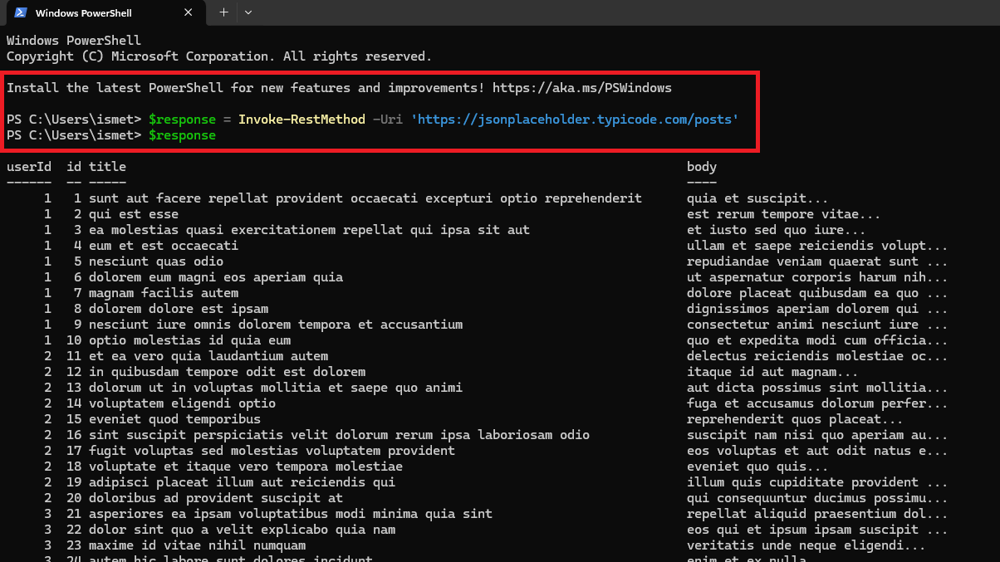 Windows PowerShell
Windows PowerShell
Copyright (C) Microsoft Corporation. All rights reserved.
Install the latest PowerShell for new features and improvements! https://aka.ms/PSWindows
PS C:\Users\ismet> $response = Invoke-RestMethod -Uri 'https://jsonplaceholder.typicode.com/posts'
PS C:\Users\ismet> $response
userId id title body
------ -- ----- ----
1 1 sunt aut facere repellat provident occaecati excepturi optio reprehenderit quia et suscipit...
1 2 qui est esse est rerum tempore vitae...
1 3 ea molestias quasi exercitationem repellat qui ipsa sit aut et iusto sed quo iure...
1 4 eum et est occaecati ullam et saepe reiciendis volupt...
1 5 nesciunt quas odio repudiandae veniam quaerat sunt ...
1 6 dolorem eum magni eos aperiam quia ut aspernatur corporis harum nih...
1 7 magnam facilis autem dolore placeat quibusdam ea quo ...
1 8 dolorem dolore est ipsam dignissimos aperiam dolorem qui ...
1 9 nesciunt iure omnis dolorem tempora et accusantium consectetur animi nesciunt iure ...
1 10 optio molestias id quia eum quo et expedita modi cum officia...
2 11 et ea vero quia laudantium autem delectus reiciendis molestiae oc...
2 12 in quibusdam tempore odit est dolorem itaque id aut magnam...
2 13 dolorum ut in voluptas mollitia et saepe quo animi aut dicta possimus sint mollitia...
2 14 voluptatem eligendi optio fuga et accusamus dolorum perfer...
2 15 eveniet quod temporibus reprehenderit quos placeat...
2 16 sint suscipit perspiciatis velit dolorum rerum ipsa laboriosam odio suscipit nam nisi quo aperiam au...
2 17 fugit voluptas sed molestias voluptatem provident eos voluptas et aut odit natus e...
2 18 voluptate et itaque vero tempora molestiae eveniet quo quis...
2 19 adipisci placeat illum aut reiciendis qui illum quis cupiditate provident ...
2 20 doloribus ad provident suscipit at qui consequuntur ducimus possimu...
3 21 asperiores ea ipsam voluptatibus modi minima quia sint repellat aliquid praesentium dol...
3 22 dolor sint quo a velit explicabo quia nam eos qui et ipsum ipsam suscipit ...
3 23 maxime id vitae nihil numquam veritatis unde neque eligendi...
3 24 autem hic labore sunt dolores incidunt enim et ex nulla...